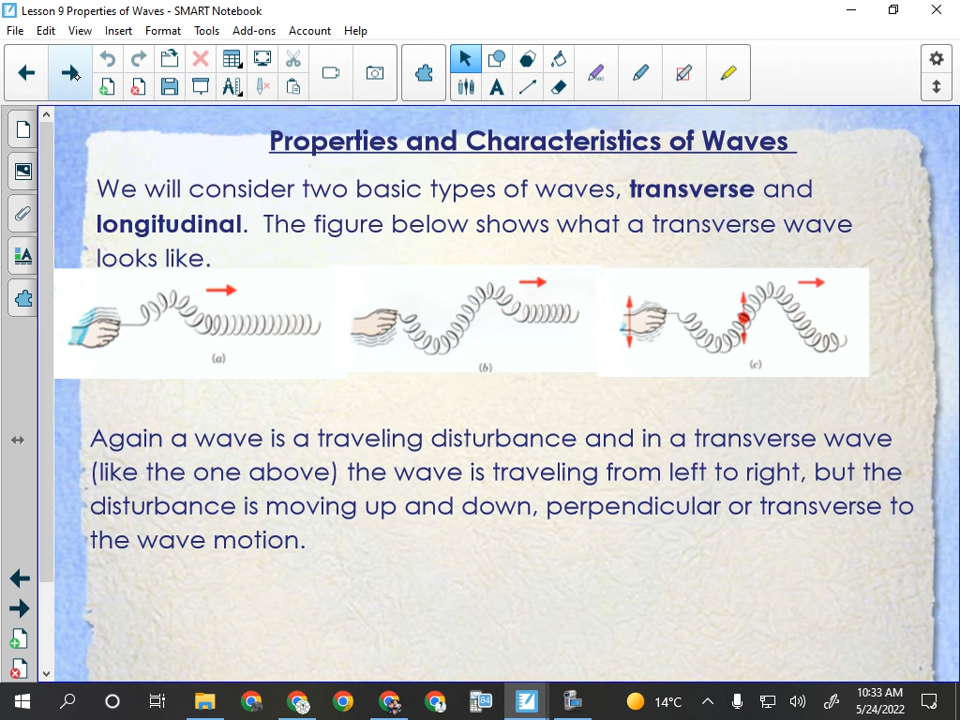 Lesson 9 Properties of Waves - SMART Notebook
File Edit View Insert Format Tools Add-ons Account Help
Properties and Characteristics of Waves
We will consider two basic types of waves, transverse and
longitudinal. The figure below shows what a transverse wave
looks like.
(a) (b) (c)
Again a wave is a traveling disturbance and in a transverse wave
(like the one above) the wave is traveling from left to right, but the
disturbance is moving up and down, perpendicular or transverse to
the wave motion.
14°C
10:33 AM
5/24/2022